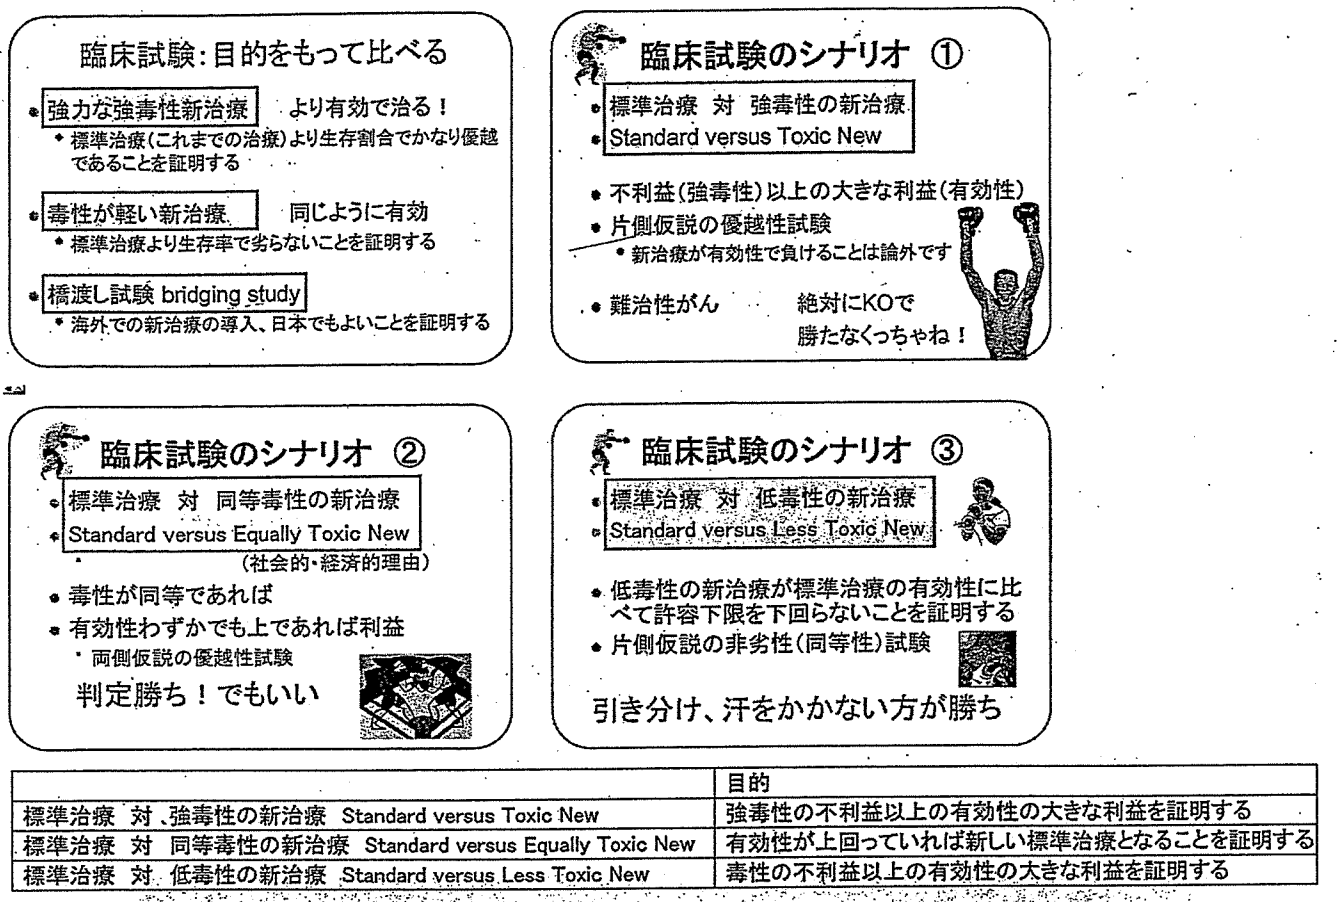 臨床試験:目的をもって比べる
• 強力な強毒性新治療 より有効で治る!
• 標準治療(これまでの治療)より生存割合でかなり優越
であることを証明する
• 毒性が軽い新治療 同じように有効
• 標準治療より生存率で劣らないことを証明する
• 橋渡し試験 bridging study
• 海外での新治療の導入、日本でもよいことを証明する
臨床試験のシナリオ ①
• 標準治療 対 強毒性の新治療
• Standard versus Toxic New
• 不利益(強毒性)以上の大きな利益(有効性)
• 片側仮説の優越性試験
• 新治療が有効性で負けることは論外です
• 難治性がん 絶対にKOで
勝たなくっちゃね!
臨床試験のシナリオ ②
• 標準治療 対 同等毒性の新治療
• Standard versus Equally Toxic New
• (社会的・経済的理由)
• 毒性が同等であれば
• 有効性わずかでも上であれば利益
• 両側仮説の優越性試験
判定勝ち!でもいい
臨床試験のシナリオ ③
• 標準治療 対 低毒性の新治療
• Standard versus Less Toxic New
• 低毒性の新治療が標準治療の有効性に比
べて許容下限を下回らないことを証明する
• 片側仮説の非劣性(同等性)試験
引き分け、汗をかかない方が勝ち
目的
標準治療 対 強毒性の新治療 Standard versus Toxic New 強毒性の不利益以上の有効性の大きな利益を証明する
標準治療 対 同等毒性の新治療 Standard versus Equally Toxic New 有効性が上回っていれば新しい標準治療となることを証明する
標準治療 対 低毒性の新治療 Standard versus Less Toxic New 毒性の不利益以上の有効性の大きな利益を証明する